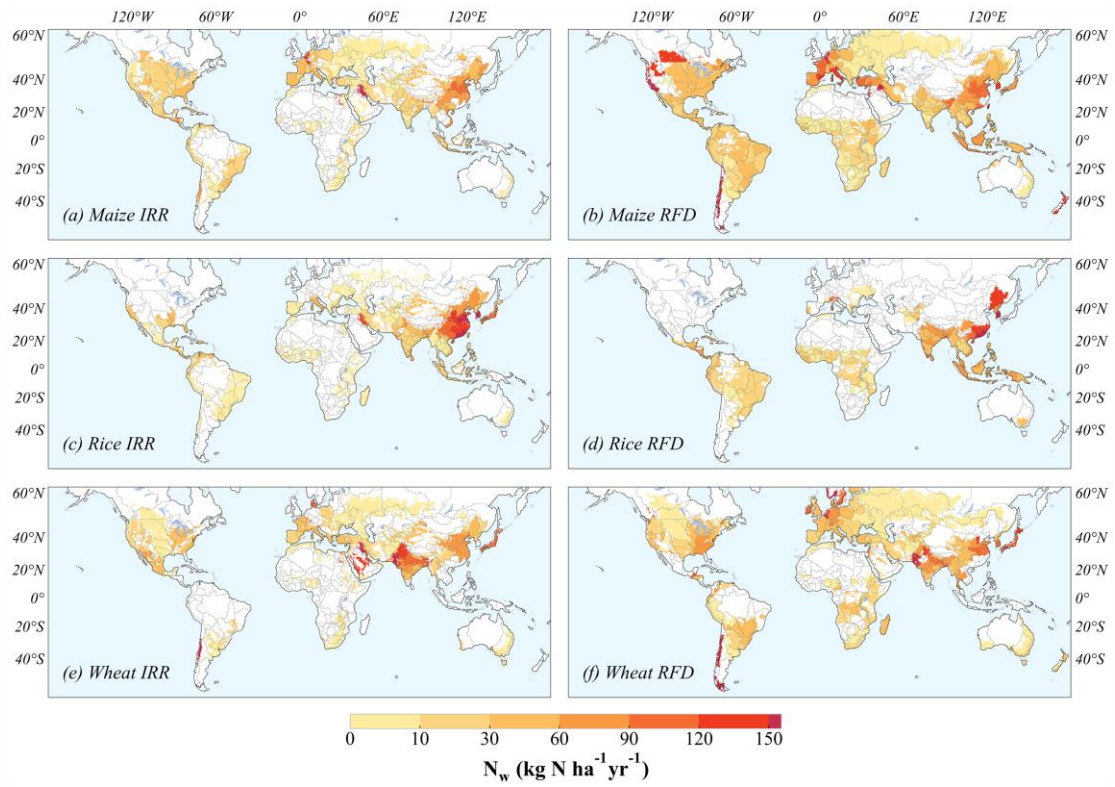 120°W 60°W 0° 60°E 120°E 120°W 60°W 0° 60°E 120°E
60°N 60°N
40°N 40°N
20°N 20°N
0° 0°
20°S 20°S
40°S 40°S
(a) Maize IRR (b) Maize RFD
60°N 60°N
40°N 40°N
20°N 20°N
0° 0°
20°S 20°S
40°S 40°S
(c) Rice IRR (d) Rice RFD
60°N 60°N
40°N 40°N
20°N 20°N
0° 0°
20°S 20°S
40°S 40°S
(e) Wheat IRR (f) Wheat RFD
0 10 30 60 90 120 150
N_w (kg N ha⁻¹yr⁻¹)